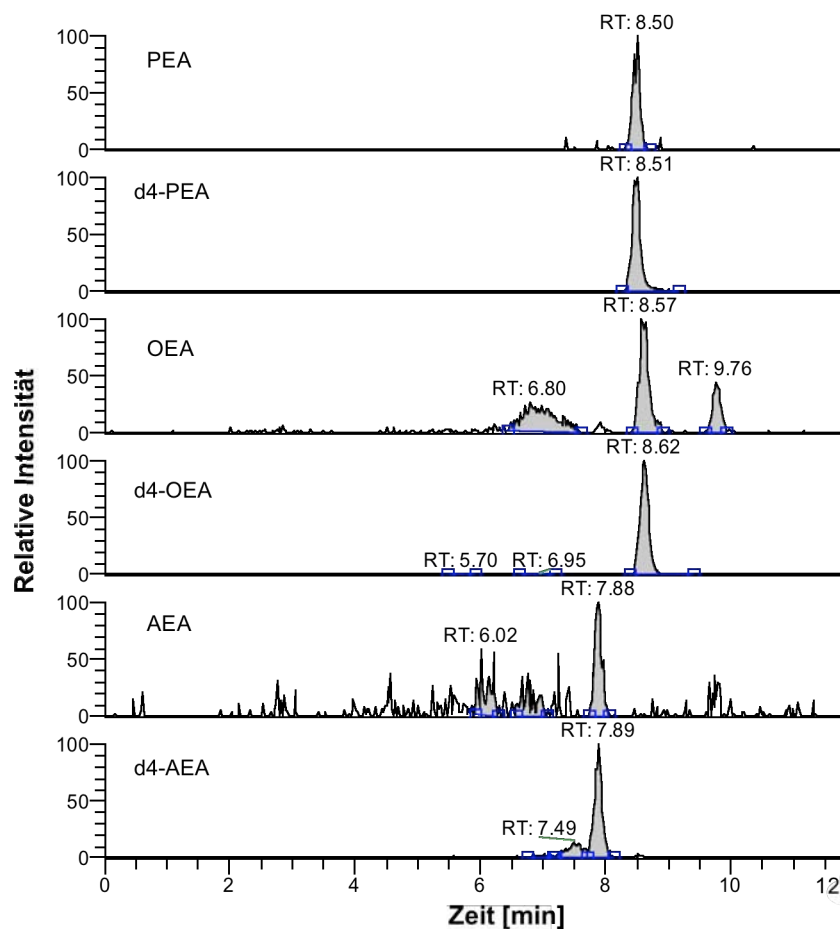 RT: 8.50
100
PEA
50
0
RT: 8.51
100
d4-PEA
50
0
RT: 8.57
100
OEA
RT: 9.76
RT: 6.80
50
0
RT: 8.62
100
d4-OEA
50
RT: 5.70 RT: 6.95
0
RT: 7.88
100
AEA
RT: 6.02
50
0
RT: 7.89
100
d4-AEA
50
RT: 7.49
0
0 2 4 6 8 10 12
Zeit [min]
Relative Intensität